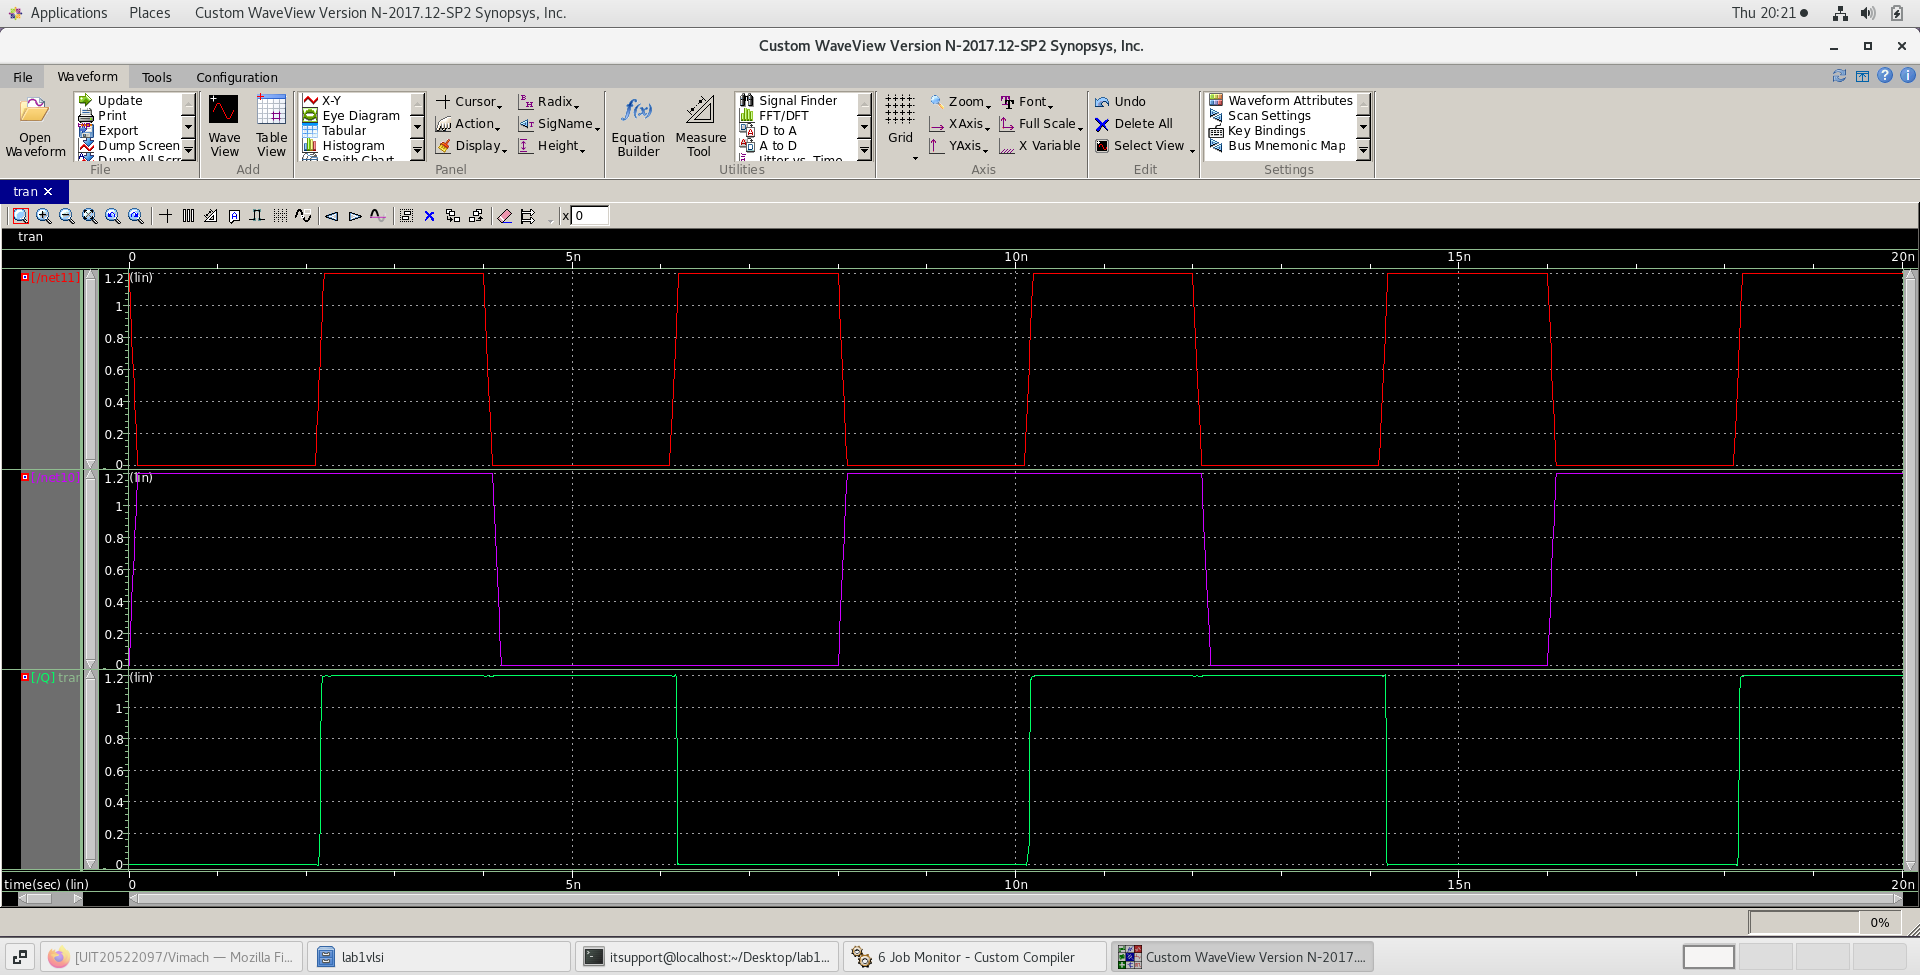 Applications Places Custom WaveView Version N-2017.12-SP2 Synopsys, Inc. Thu 20:21
Custom WaveView Version N-2017.12-SP2 Synopsys, Inc.
File Waveform Tools Configuration
Open Waveform
Update
Print
Export
Dump Screen
File
Wave View
Table View
Add
X-Y
Eye Diagram
Tabular
Histogram
Smith Chart
Cursor
Action
Display
Radix
SigName
Height
Panel
Equation Builder
Measure Tool
Signal Finder
FFT/DFT
D to A
A to D
Jitter vs. Time
Utilities
Grid
Zoom
XAxis
YAxis
Font
Full Scale
X Variable
Axis
Undo
Delete All
Select View
Edit
Waveform Attributes
Scan Settings
Key Bindings
Bus Mnemonic Map
Settings
tran
x 0
tran
0 5n 10n 15n 20n
[/net11]
1.2 (lin)
1
0.8
0.6
0.4
0.2
0
[/net10]
1.2 (lin)
1
0.8
0.6
0.4
0.2
0
[/Q] tran
1.2 (lin)
1
0.8
0.6
0.4
0.2
0
time(sec) (lin) 0 5n 10n 15n 20n
0%
[UIT20522097/Vimach — Mozilla Fi...
lab1vlsi
itsupport@localhost:~/Desktop/lab1...
6 Job Monitor - Custom Compiler
Custom WaveView Version N-2017....